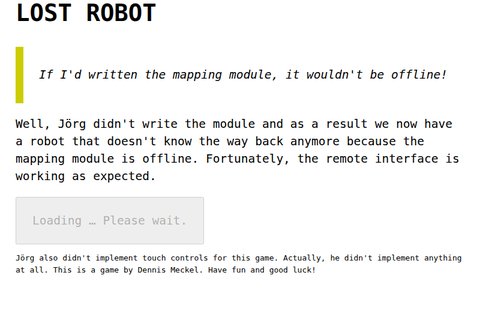 LOST ROBOT
If I'd written the mapping module, it wouldn't be offline!
Well, Jörg didn't write the module and as a result we now have
a robot that doesn't know the way back anymore because the
mapping module is offline. Fortunately, the remote interface is
working as expected.
Loading … Please wait.
Jörg also didn't implement touch controls for this game. Actually, he didn't implement anything
at all. This is a game by Dennis Meckel. Have fun and good luck!